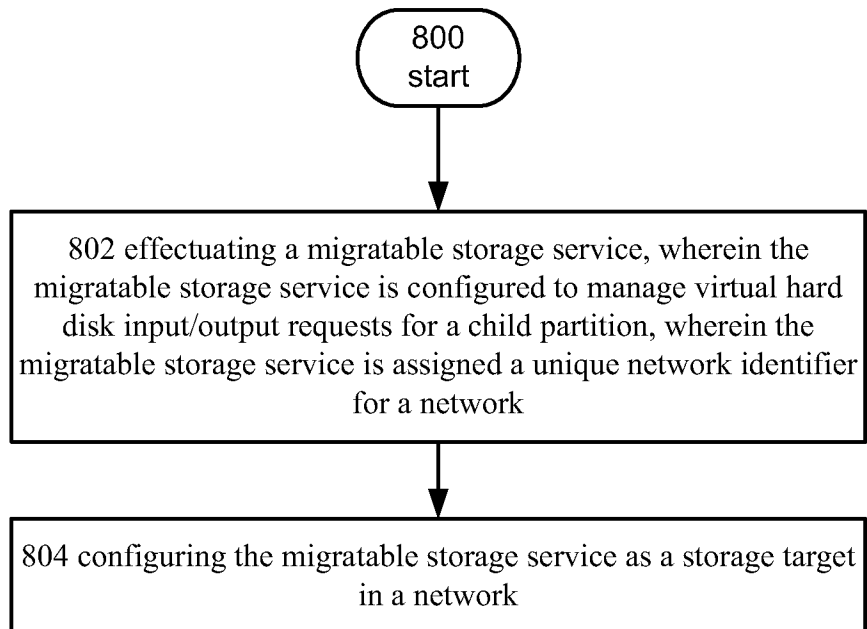 800
start
802 effectuating a migratable storage service, wherein the
migratable storage service is configured to manage virtual hard
disk input/output requests for a child partition, wherein the
migratable storage service is assigned a unique network identifier
for a network
804 configuring the migratable storage service as a storage target
in a network